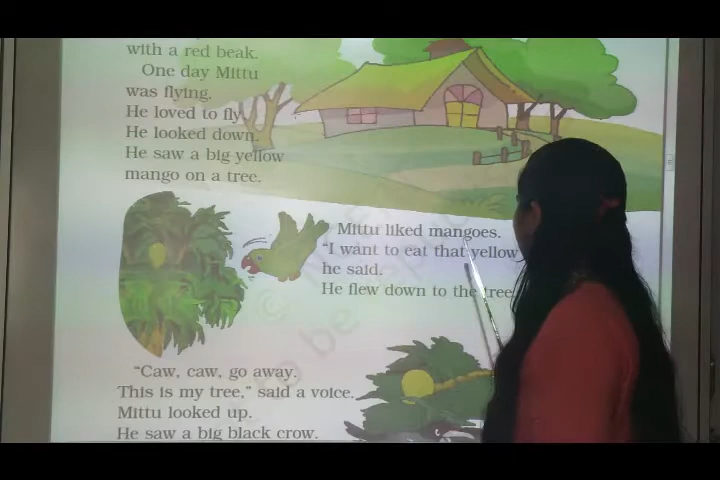 with a red beak.
One day Mittu
was flying.
He loved to fly.
He looked down.
He saw a big yellow
mango on a tree.
Mittu liked mangoes.
“I want to eat that yellow
he said.
He flew down to the tree
“Caw, caw, go away.
This is my tree,” said a voice.
Mittu looked up.
He saw a big black crow.